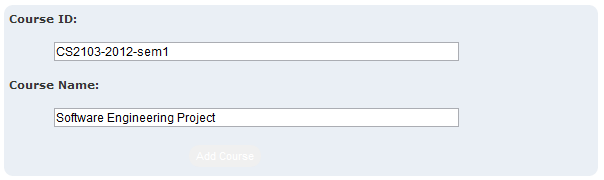 Course ID:
CS2103-2012-sem1
Course Name:
Software Engineering Project
Add Course